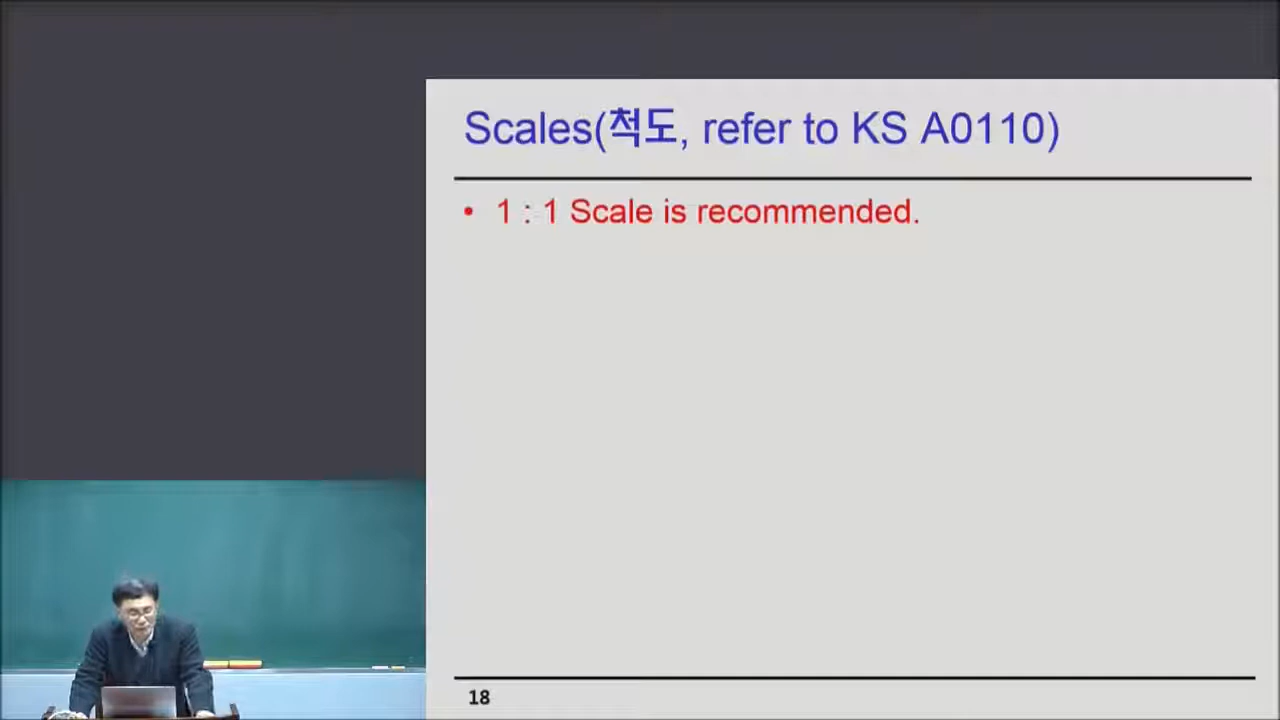 Scales(척도, refer to KS A0110)
• 1 : 1 Scale is recommended.
18